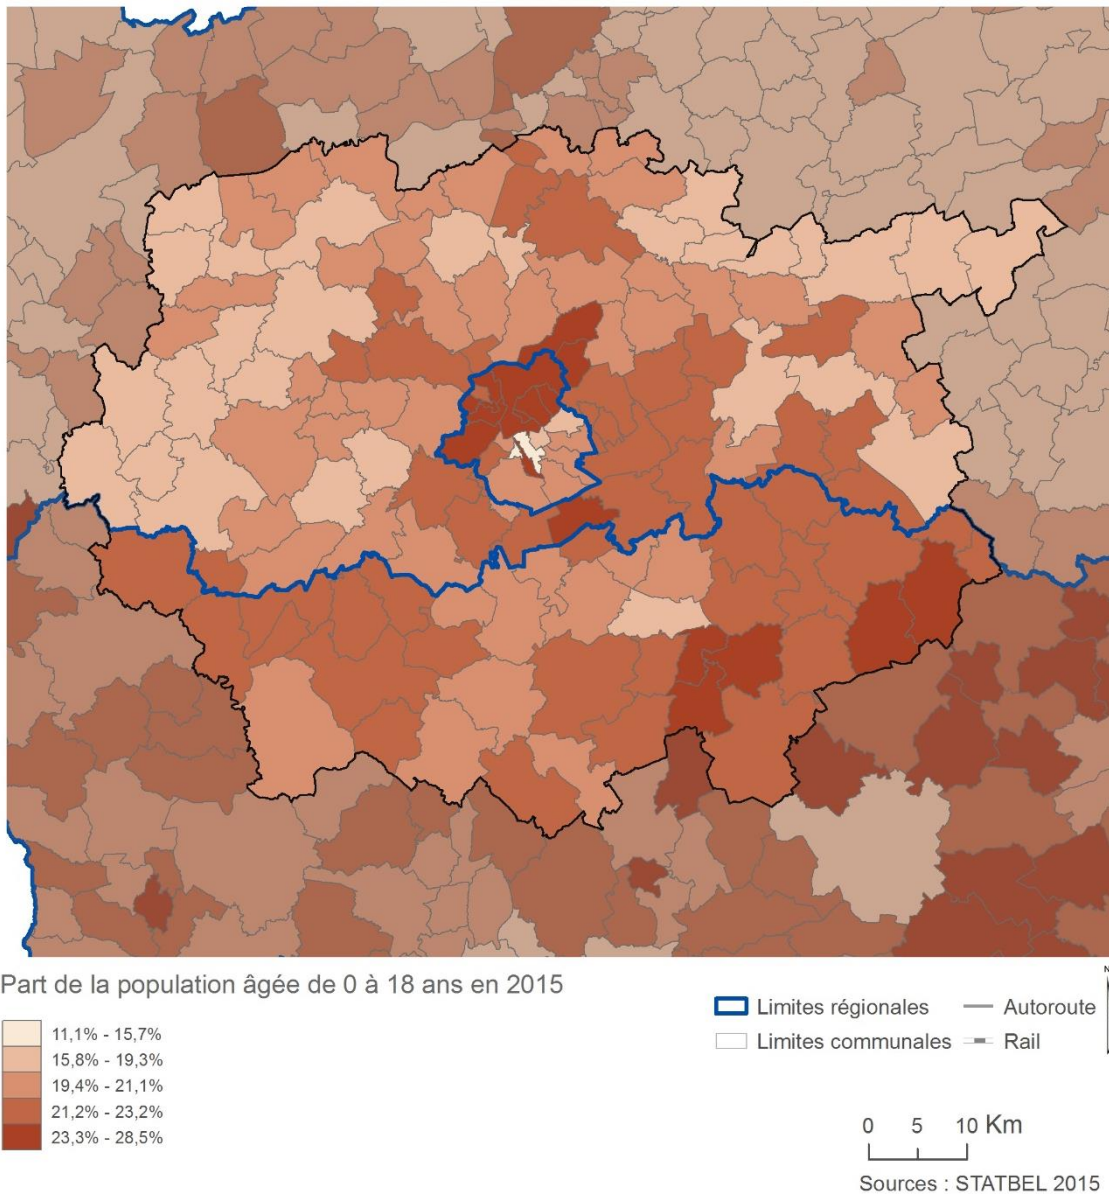 Part de la population âgée de 0 à 18 ans en 2015
11,1% - 15,7%
15,8% - 19,3%
19,4% - 21,1%
21,2% - 23,2%
23,3% - 28,5%
Limites régionales
Autoroute
Limites communales
Rail
N
0 5 10 Km
Sources : STATBEL 2015